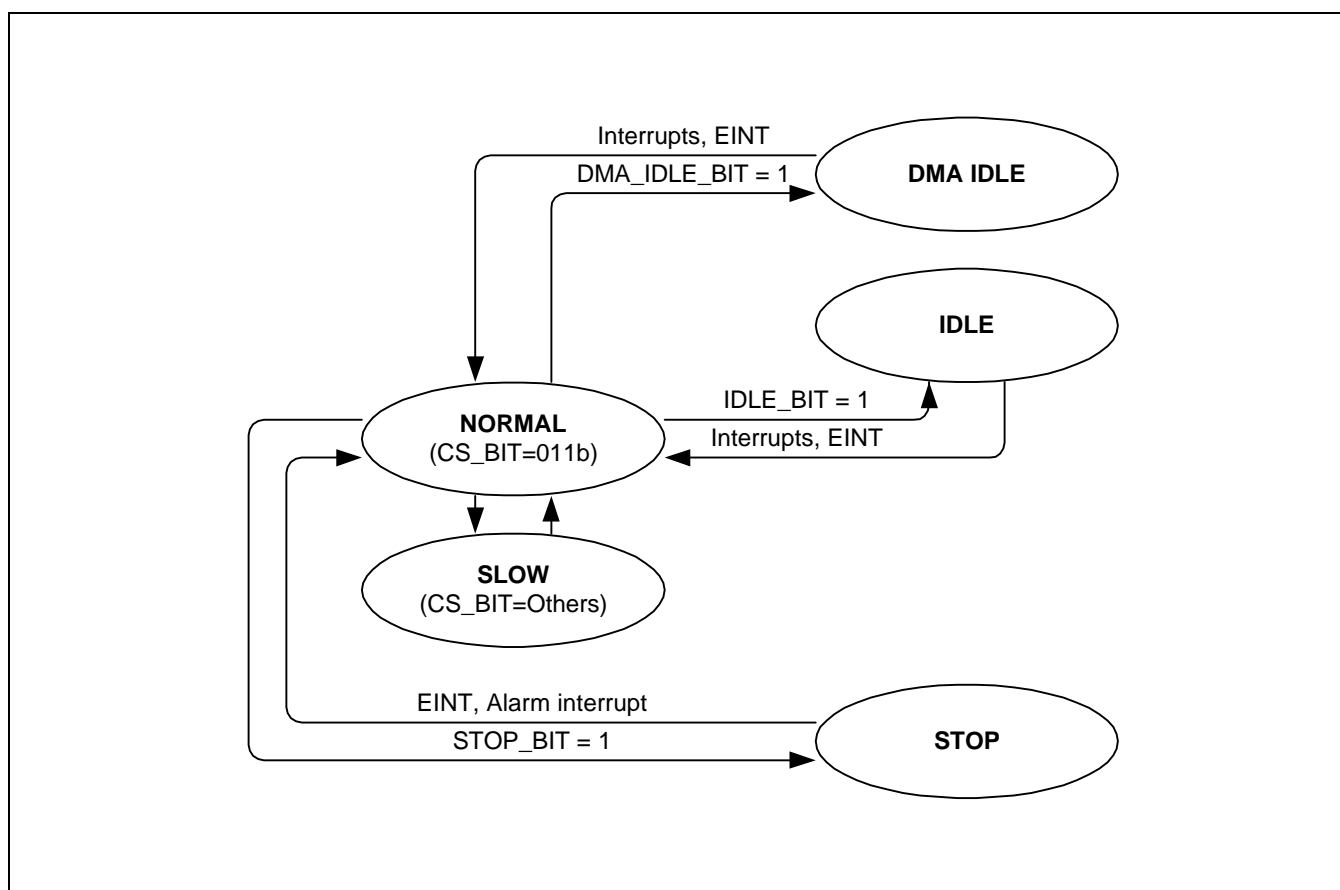 Interrupts, EINT
DMA_IDLE_BIT = 1
DMA IDLE
IDLE
IDLE_BIT = 1
Interrupts, EINT
NORMAL
(CS_BIT=011b)
SLOW
(CS_BIT=Others)
EINT, Alarm interrupt
STOP_BIT = 1
STOP